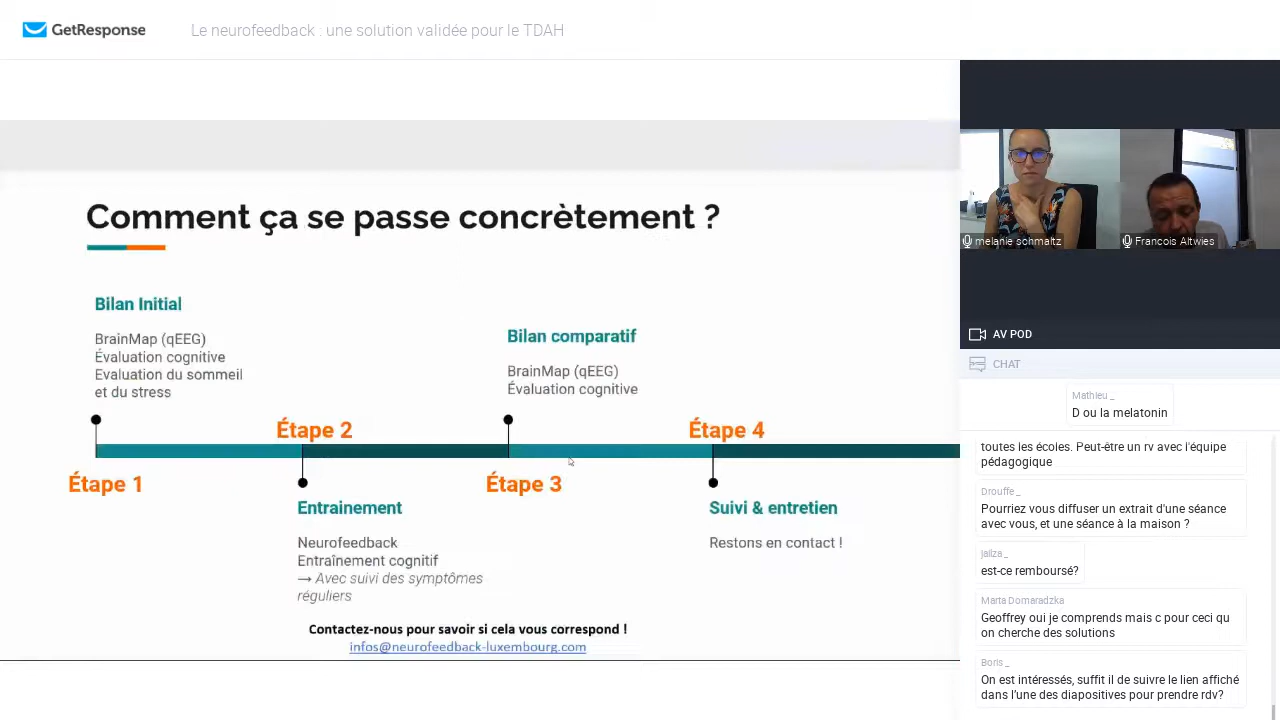 GetResponse
Le neurofeedback : une solution validée pour le TDAH
Comment ça se passe concrètement ?
Bilan Initial
BrainMap (qEEG)
Évaluation cognitive
Evaluation du sommeil
et du stress
Bilan comparatif
BrainMap (qEEG)
Évaluation cognitive
Étape 2
Étape 4
Étape 1
Étape 3
Entrainement
Neurofeedback
Entraînement cognitif
→ Avec suivi des symptômes
réguliers
Suivi & entretien
Restons en contact !
Contactez-nous pour savoir si cela vous correspond !
infos@neurofeedback-luxembourg.com
melanie schmaltz
Francois Altwies
AV POD
CHAT
Mathieu _
D ou la melatonin
toutes les écoles. Peut-être un rv avec l'équipe
pédagogique
Drouffe _
Pourriez vous diffuser un extrait d'une séance
avec vous, et une séance à la maison ?
jailza _
est-ce remboursé?
Marta Domaradzka
Geoffrey oui je comprends mais c pour ceci qu
on cherche des solutions
Boris _
On est intéressés, suffit il de suivre le lien affiché
dans l'une des diapositives pour prendre rdv?